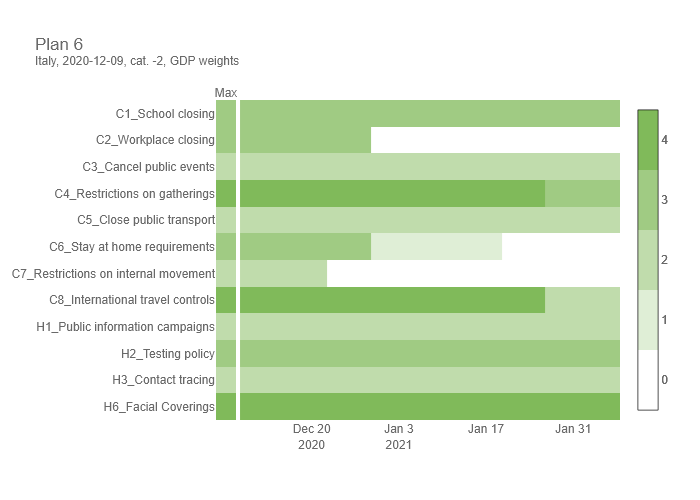 Plan 6
Italy, 2020-12-09, cat. -2, GDP weights
Max
C1_School closing
C2_Workplace closing
C3_Cancel public events
C4_Restrictions on gatherings
C5_Close public transport
C6_Stay at home requirements
C7_Restrictions on internal movement
C8_International travel controls
H1_Public information campaigns
H2_Testing policy
H3_Contact tracing
H6_Facial Coverings
Dec 20 Jan 3 Jan 17 Jan 31
2020 2021
4
3
2
1
0